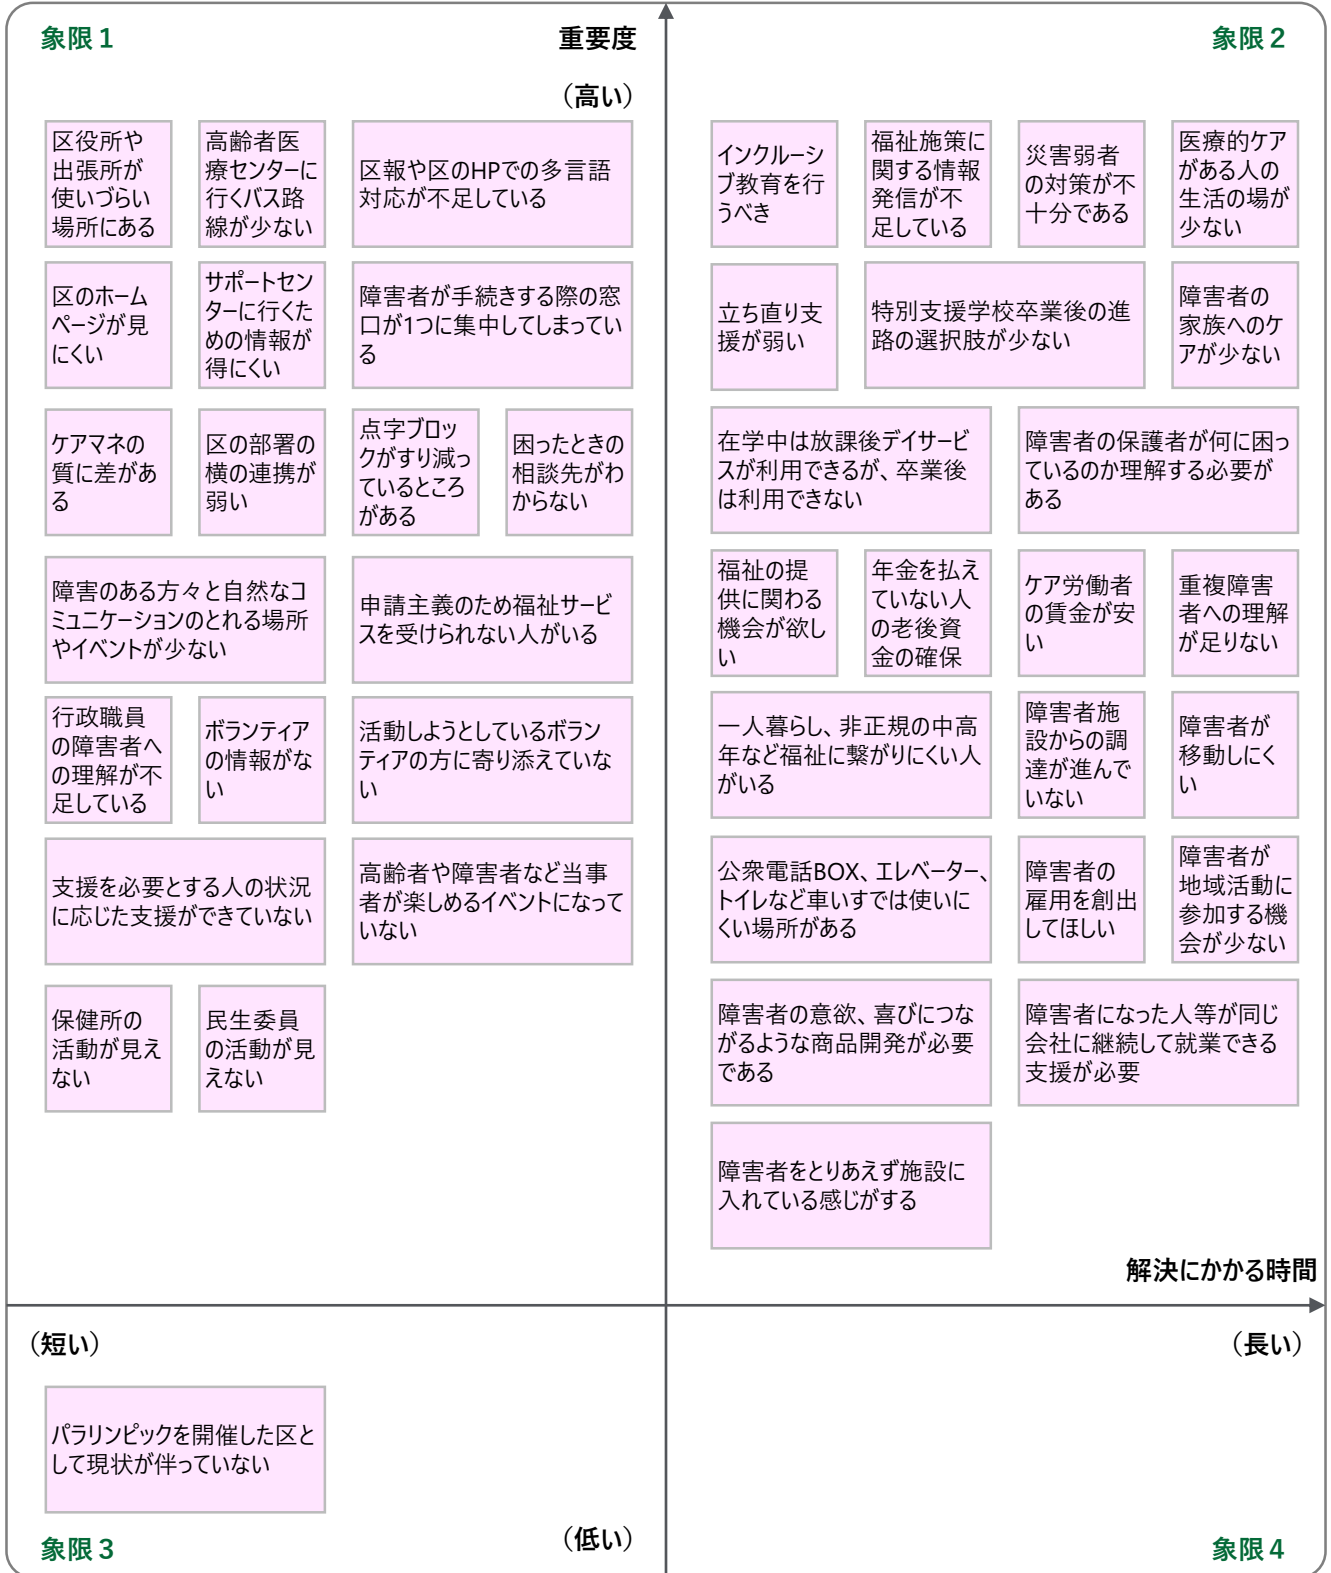 象限１
重要度
象限２
（高い）
区役所や
出張所が
使いづらい
場所にある
高齢者医
療センターに
行くバス路
線が少ない
区報や区のHPでの多言語
対応が不足している
インクルーシ
ブ教育を行
うべき
福祉施策に
関する情報
発信が不
足している
災害弱者
の対策が不
十分である
医療的ケア
がある人の
生活の場が
少ない
区のホーム
ページが見
にくい
サポートセン
ターに行くた
めの情報が
得にくい
障害者が手続きする際の窓
口が1つに集中してしまってい
る
立ち直り支
援が弱い
特別支援学校卒業後の進
路の選択肢が少ない
障害者の
家族へのケ
アが少ない
ケアマネの
質に差があ
る
区の部署の
横の連携が
弱い
点字ブロッ
クがすり減っ
ているところ
がある
困ったときの
相談先がわ
からない
在学中は放課後デイサービ
スが利用できるが、卒業後
は利用できない
障害者の保護者が何に困っ
ているのか理解する必要が
ある
障害のある方々と自然なコ
ミュニケーションのとれる場所
やイベントが少ない
申請主義のため福祉サービ
スを受けられない人がいる
福祉の提
供に関わる
機会が欲し
い
年金を払え
ていない人
の老後資
金の確保
ケア労働者
の賃金が安
い
重複障害
者への理解
が足りない
行政職員
の障害者へ
の理解が不
足している
ボランティア
の情報がな
い
活動しようとしているボラン
ティアの方に寄り添えていな
い
一人暮らし、非正規の中高
年など福祉に繋がりにくい人
がいる
障害者施
設からの調
達が進んで
いない
障害者が
移動しにく
い
支援を必要とする人の状況
に応じた支援ができていない
高齢者や障害者など当事
者が楽しめるイベントになって
いない
公衆電話BOX、エレベーター、
トイレなど車いすでは使いに
くい場所がある
障害者の
雇用を創出
してほしい
障害者が
地域活動に
参加する機
会が少ない
保健所の
活動が見え
ない
民生委員
の活動が見
えない
障害者の意欲、喜びにつな
がるような商品開発が必要
である
障害者になった人等が同じ
会社に継続して就業できる
支援が必要
障害者をとりあえず施設に
入れている感じがする
解決にかかる時間
（短い）
（長い）
パラリンピックを開催した区と
して現状が伴っていない
（低い）
象限３
象限４